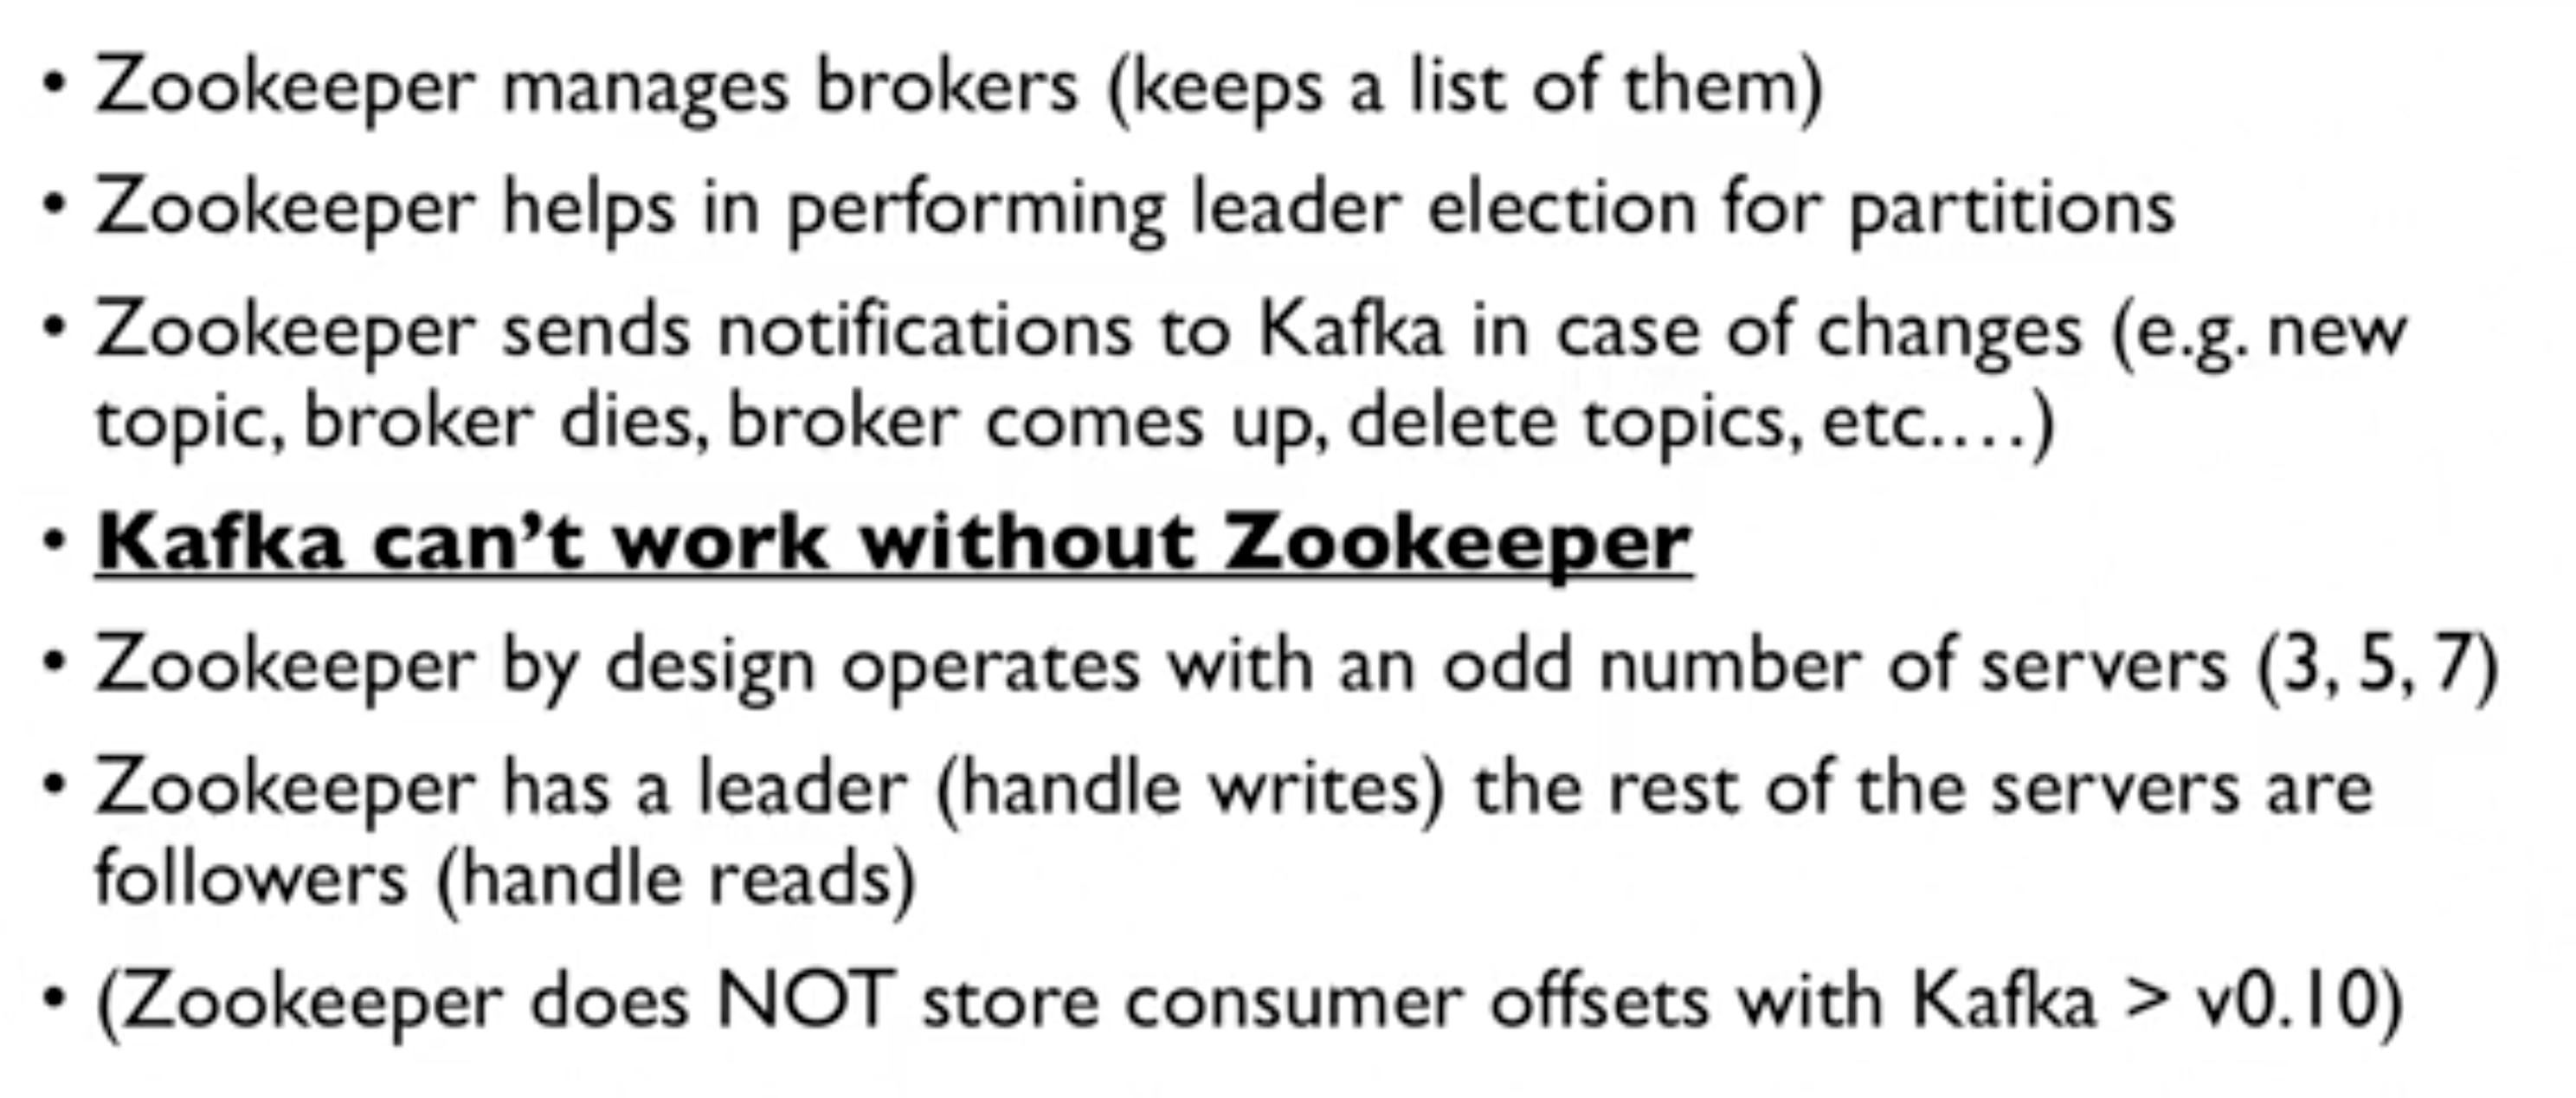 • Zookeeper manages brokers (keeps a list of them)
• Zookeeper helps in performing leader election for partitions
• Zookeeper sends notifications to Kafka in case of changes (e.g. new
topic, broker dies, broker comes up, delete topics, etc....)
• Kafka can't work without Zookeeper
• Zookeeper by design operates with an odd number of servers (3, 5, 7)
• Zookeeper has a leader (handle writes) the rest of the servers are
followers (handle reads)
• (Zookeeper does NOT store consumer offsets with Kafka > v0.10)